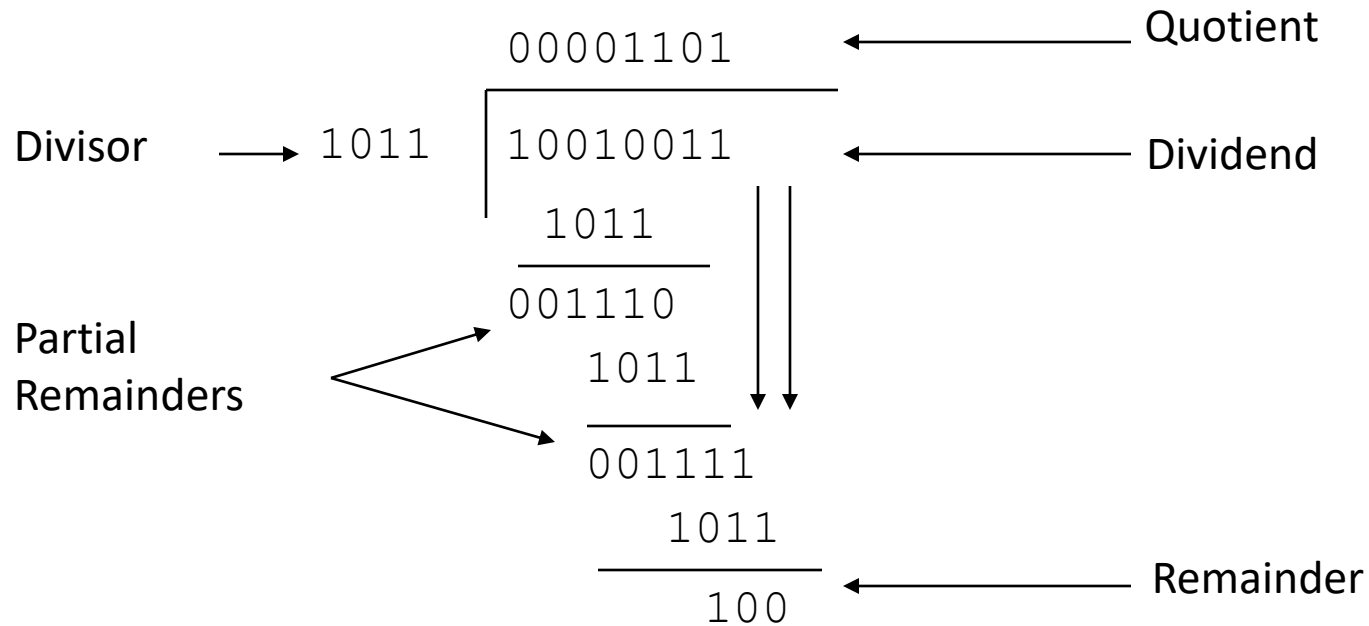 00001101 Quotient
Divisor 1011 10010011 Dividend
1011
001110
Partial
Remainders
1011
001111
1011
100 Remainder